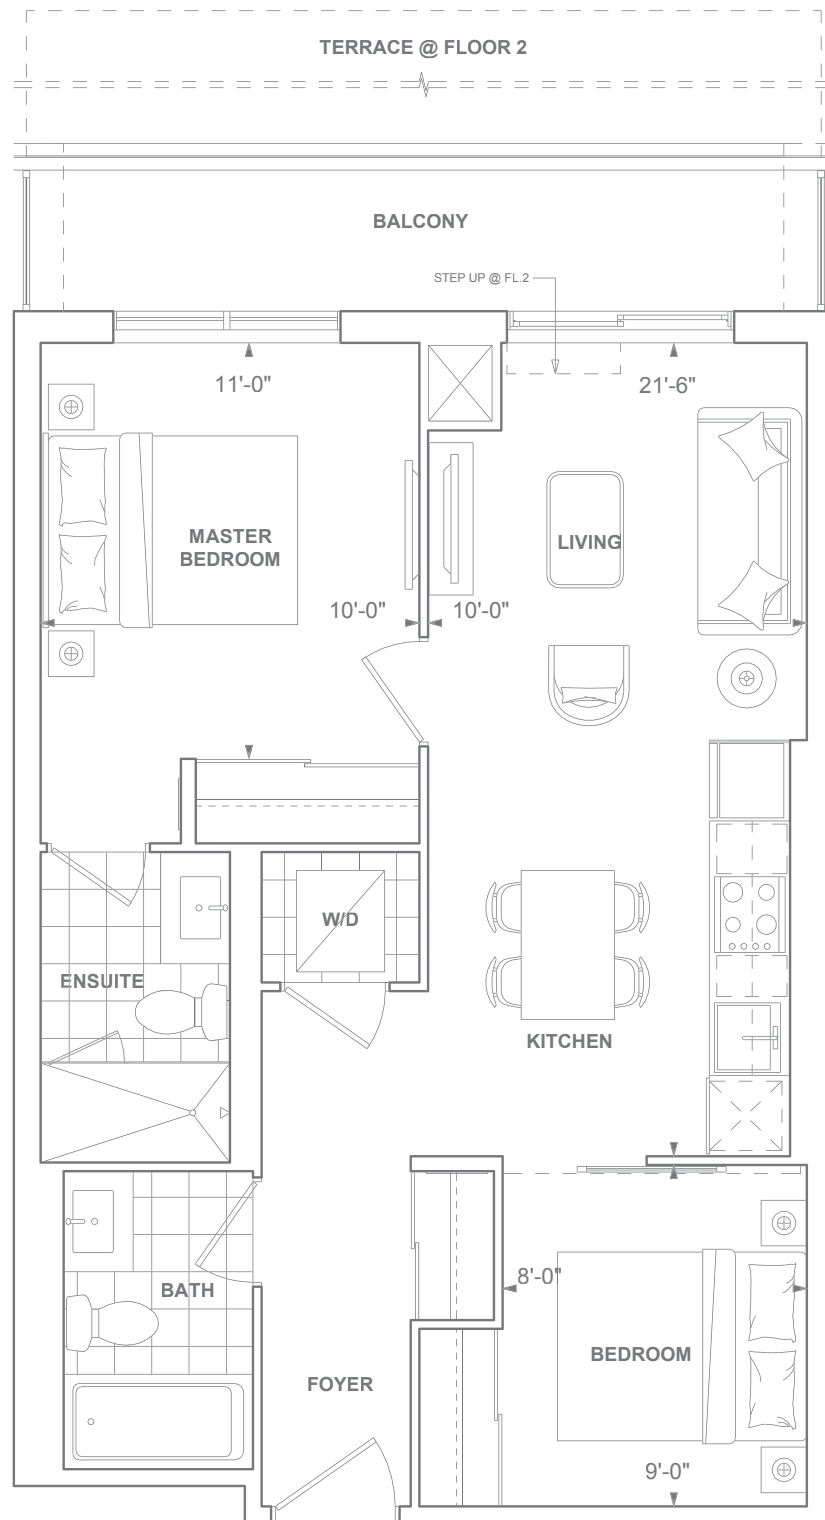 TERRACE @ FLOOR 2
BALCONY
STEP UP @ FL.2
11'-0"
21'-6"
MASTER
BEDROOM
LIVING
10'-0"
10'-0"
W/D
ENSUITE
KITCHEN
8'-0"
BATH
BEDROOM
FOYER
9'-0"